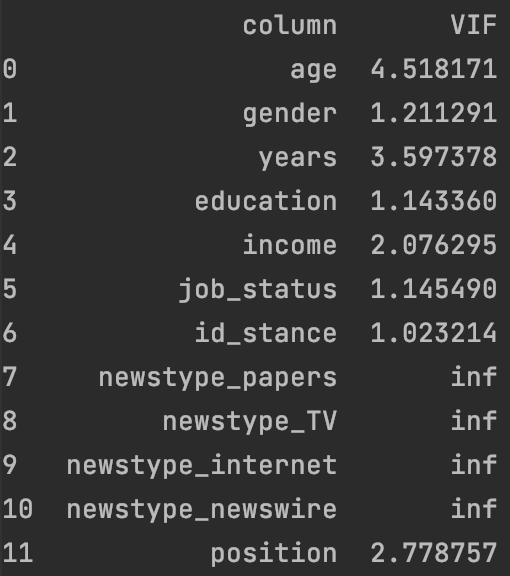 column VIF
0 age 4.518171
1 gender 1.211291
2 years 3.597378
3 education 1.143360
4 income 2.076295
5 job_status 1.145490
6 id_stance 1.023214
7 newstype_papers inf
8 newstype_TV inf
9 newstype_internet inf
10 newstype_newswire inf
11 position 2.778757